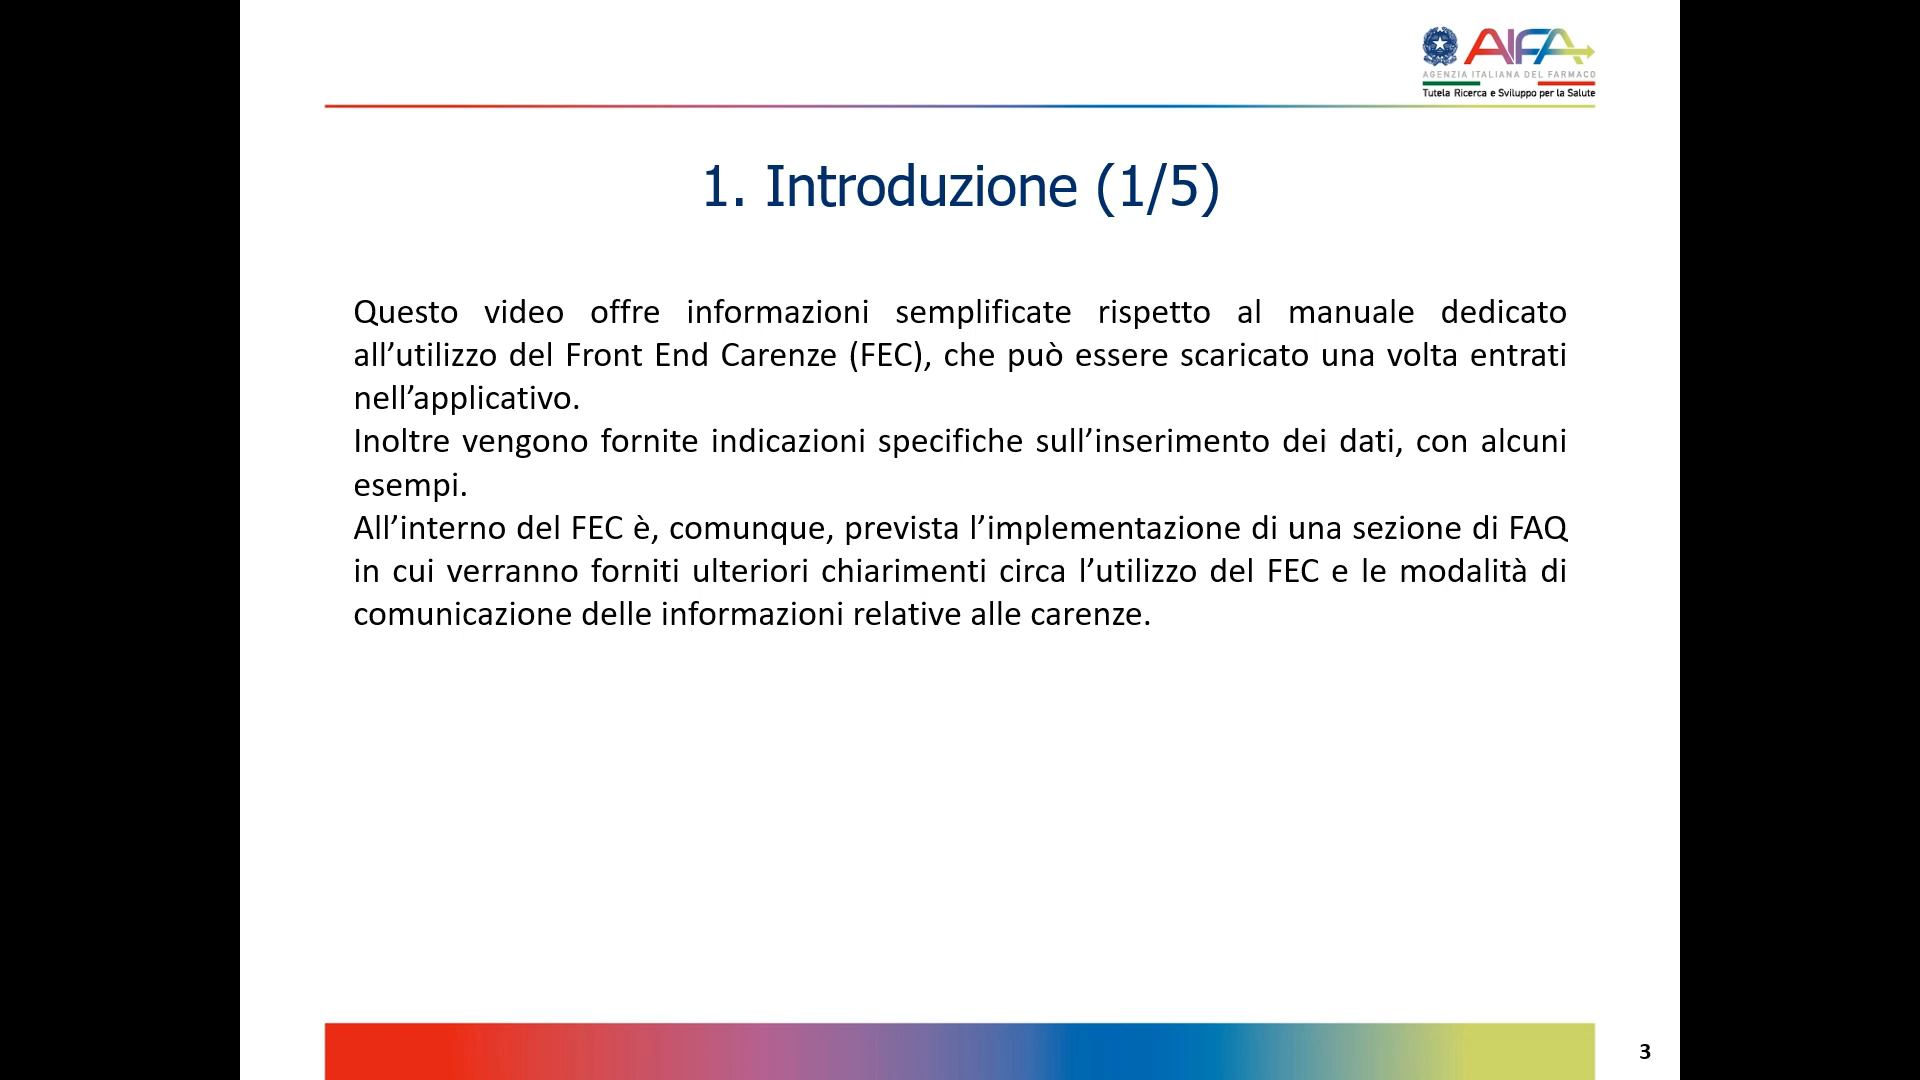 AIFA
AGENZIA ITALIANA DEL FARMACO
Tutela Ricerca e Sviluppo per la Salute
1. Introduzione (1/5)
Questo video offre informazioni semplificate rispetto al manuale dedicato
all’utilizzo del Front End Carenze (FEC), che può essere scaricato una volta entrati
nell’applicativo.
Inoltre vengono fornite indicazioni specifiche sull’inserimento dei dati, con alcuni
esempi.
All’interno del FEC è, comunque, prevista l’implementazione di una sezione di FAQ
in cui verranno forniti ulteriori chiarimenti circa l’utilizzo del FEC e le modalità di
comunicazione delle informazioni relative alle carenze.
3